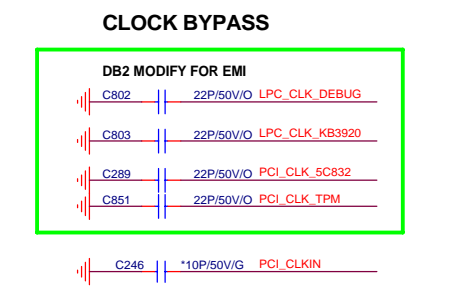 CLOCK BYPASS
DB2 MODIFY FOR EMI
C802 22P/50V/O LPC_CLK_DEBUG
C803 22P/50V/O LPC_CLK_KB3920
C289 22P/50V/O PCI_CLK_5C832
C851 22P/50V/O PCI_CLK_TPM
C246 *10P/50V/G PCI_CLKIN